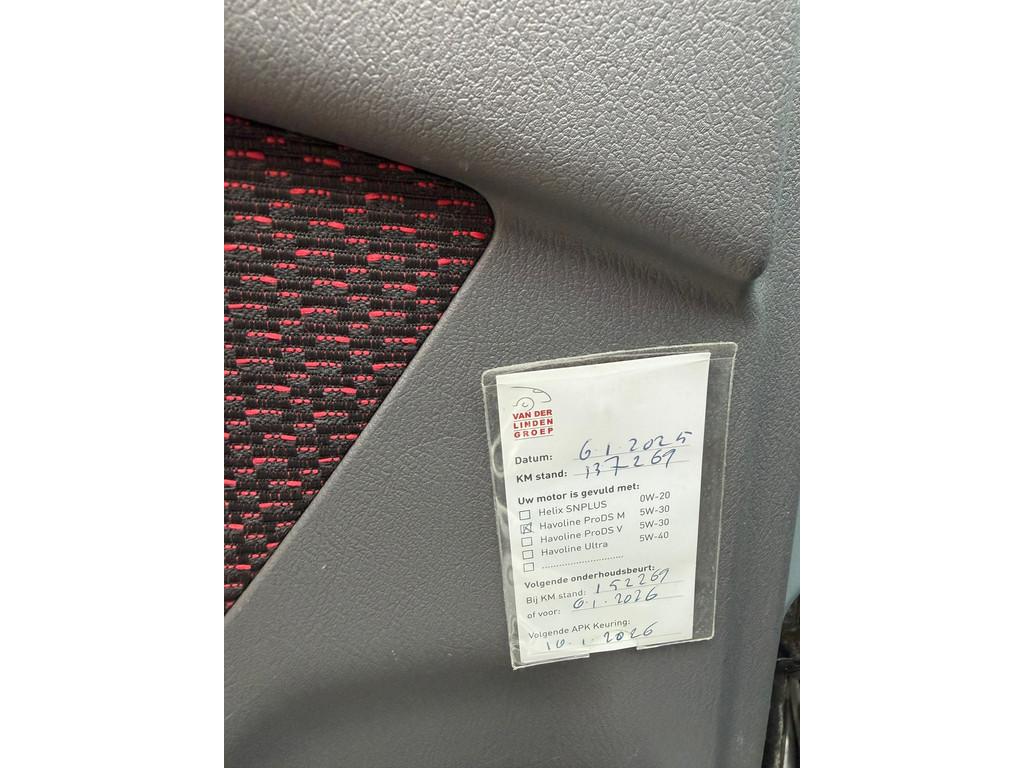 VAN DER
LINDEN
GROEP
Datum: 6.1.2025
KM stand: 137269
Uw motor is gevuld met:
Helix SNPLUS 0W-20
Havoline ProDS M 5W-30
Havoline ProDS V 5W-30
Havoline Ultra 5W-40
............................
Volgende onderhoudsbeurt:
Bij KM stand: 152269
of voor: 6.1.2026
Volgende APK Keuring:
10.1.2026